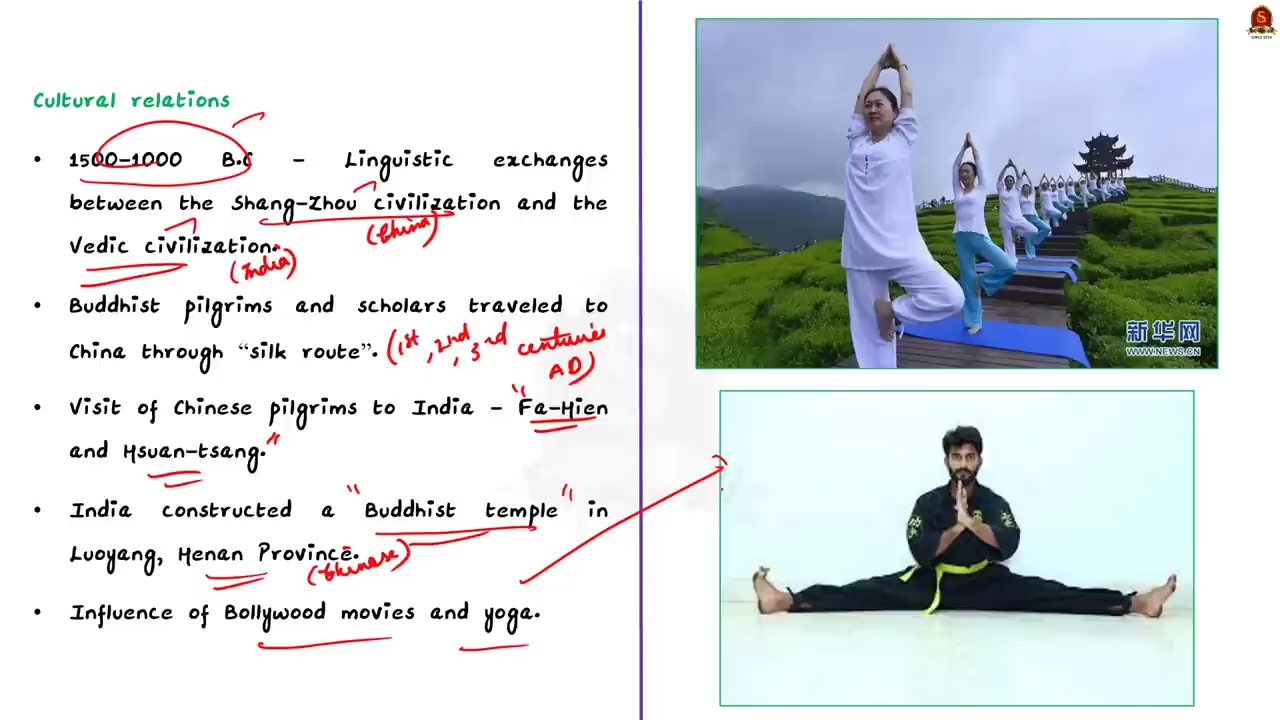 Cultural relations
• 1500-1000 B.C – Linguistic exchanges
between the Shang-Zhou civilization and the
(China)
Vedic civilization.
(India)
• Buddhist pilgrims and scholars traveled to
China through “silk route”. (1st, 2nd, 3rd centuries
AD)
• Visit of Chinese pilgrims to India – "Fa-Hien
and Hsuan-tsang."
• India constructed a "Buddhist temple" in
Luoyang, Henan Province.
(Chinese)
• Influence of Bollywood movies and yoga.
新华网
WWW.NEWS.CN